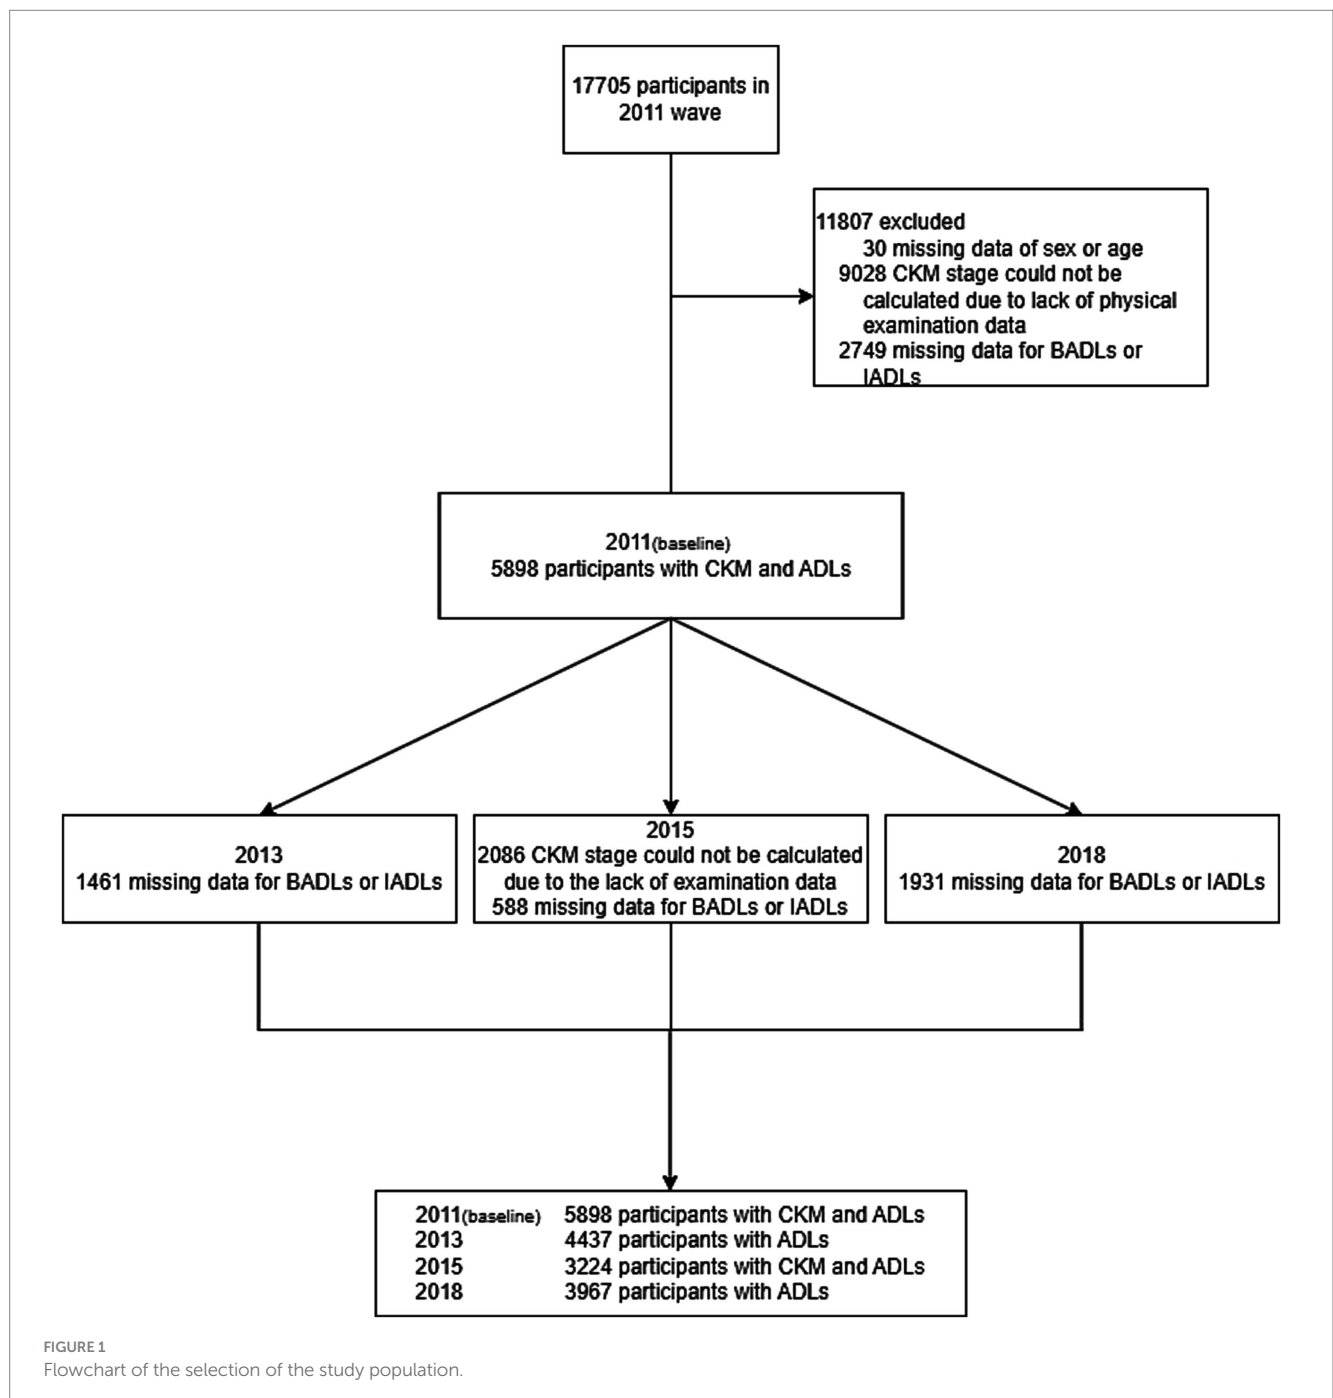 17705 participants in
2011 wave
11807 excluded
30 missing data of sex or age
9028 CKM stage could not be
calculated due to lack of physical
examination data
2749 missing data for BADLs or
IADLs
2011(baseline)
5898 participants with CKM and ADLs
2013
1461 missing data for BADLs or IADLs
2015
2086 CKM stage could not be calculated
due to the lack of examination data
588 missing data for BADLs or IADLs
2018
1931 missing data for BADLs or IADLs
2011(baseline) 5898 participants with CKM and ADLs
2013 4437 participants with ADLs
2015 3224 participants with CKM and ADLs
2018 3967 participants with ADLs
FIGURE 1
Flowchart of the selection of the study population.